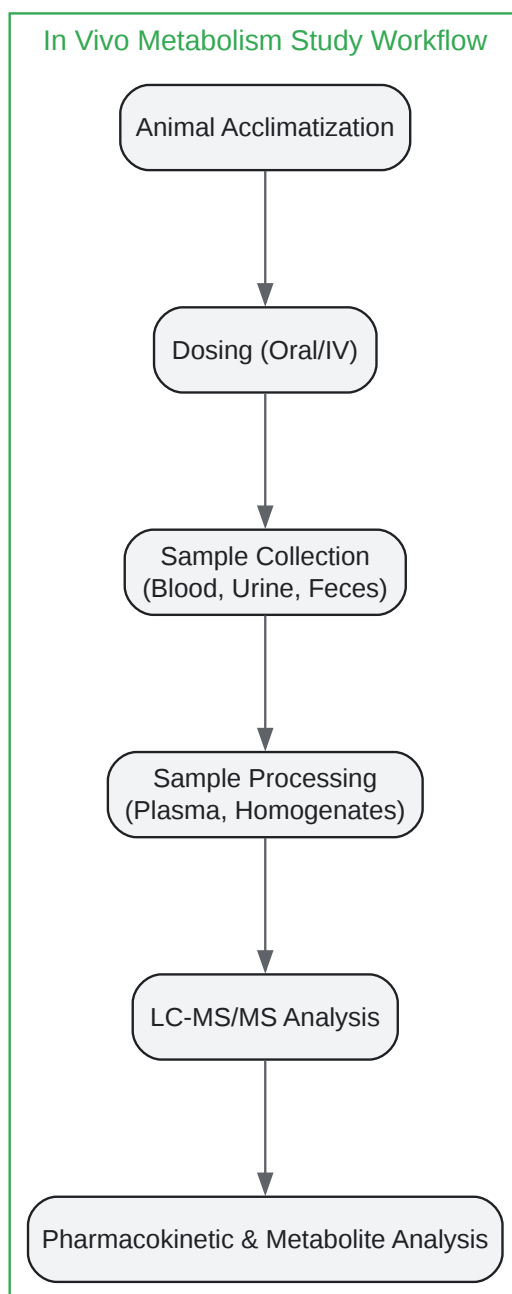 In Vivo Metabolism Study Workflow
Animal Acclimatization
Dosing (Oral/IV)
Sample Collection
(Blood, Urine, Feces)
Sample Processing
(Plasma, Homogenates)
LC-MS/MS Analysis
Pharmacokinetic & Metabolite Analysis